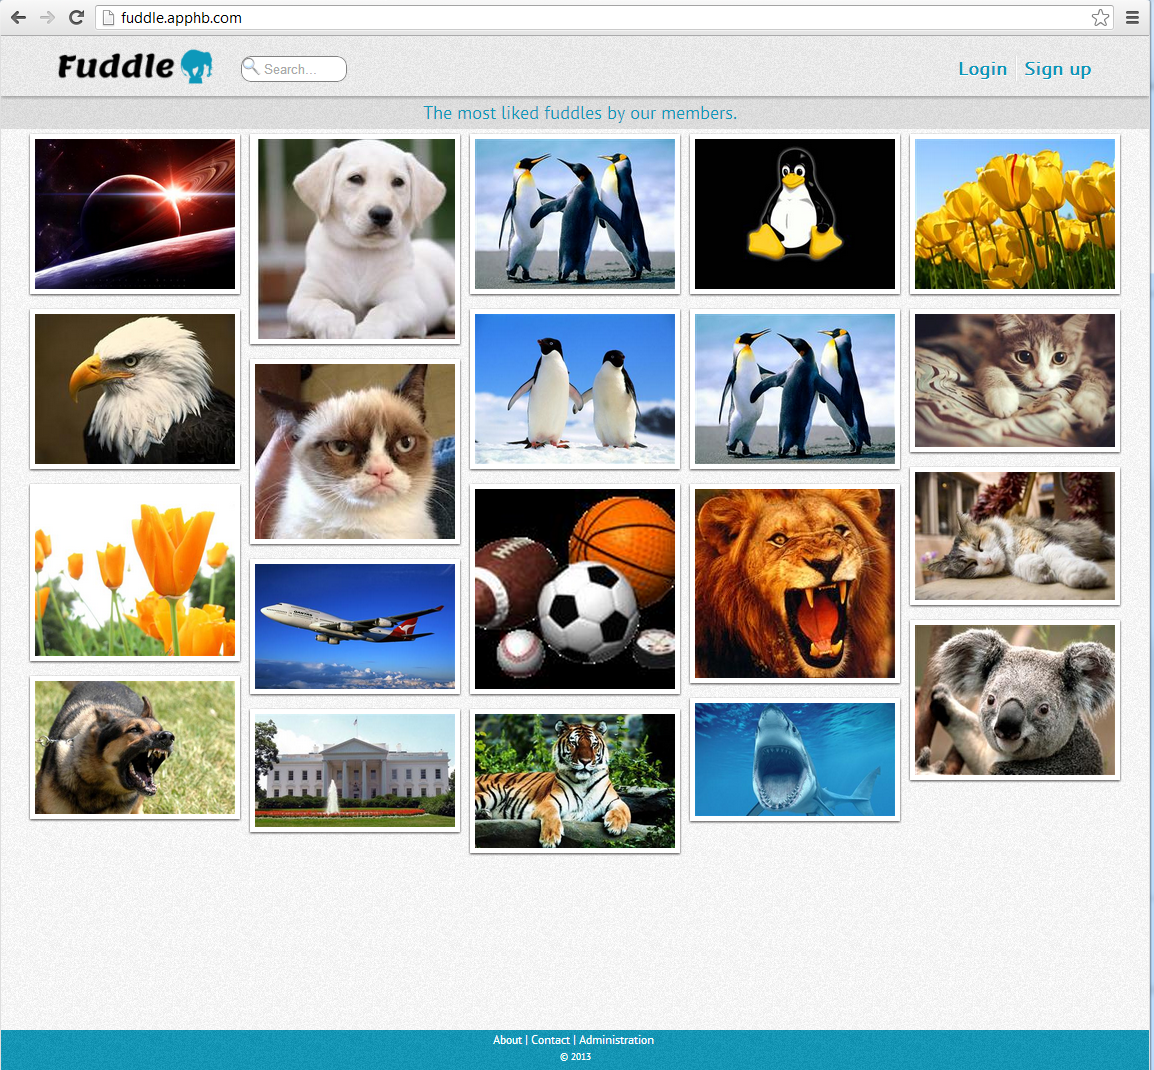 fuddle.apphb.com
Fuddle
Search...
Login
Sign up
The most liked fuddles by our members.
QANTAS
About | Contact | Administration
© 2013